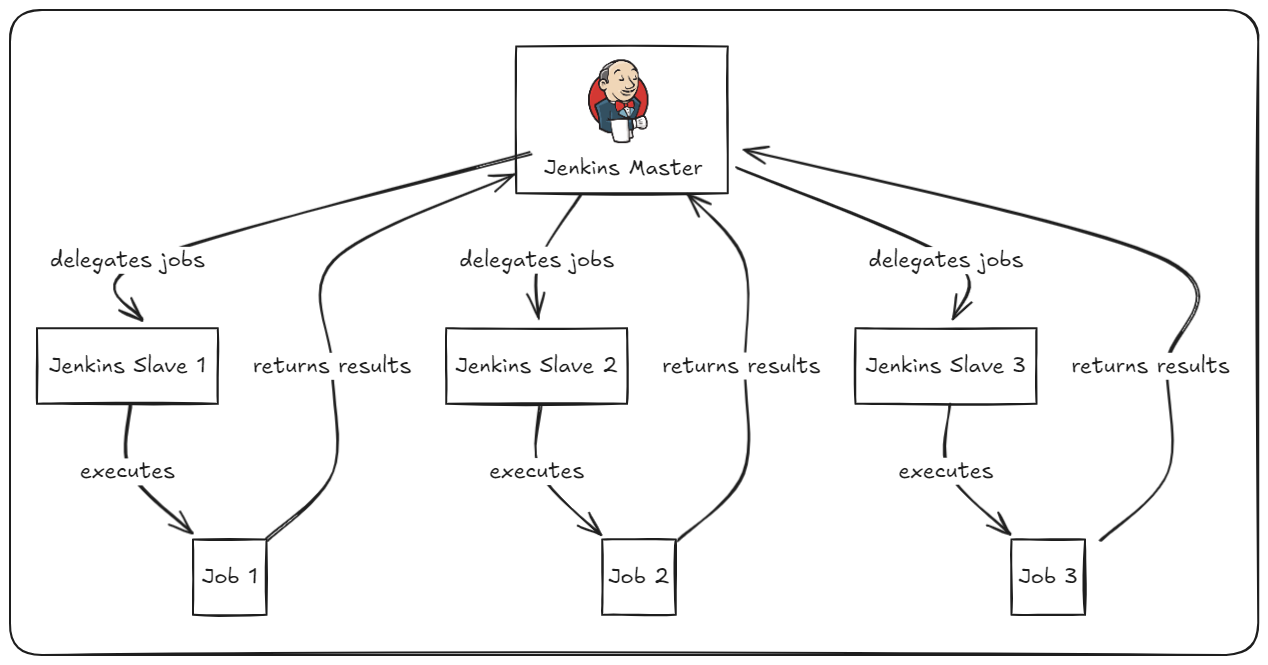 Jenkins Master
delegates jobs
delegates jobs
delegates jobs
Jenkins Slave 1
returns results
Jenkins Slave 2
returns results
Jenkins Slave 3
returns results
executes
executes
executes
Job 1
Job 2
Job 3